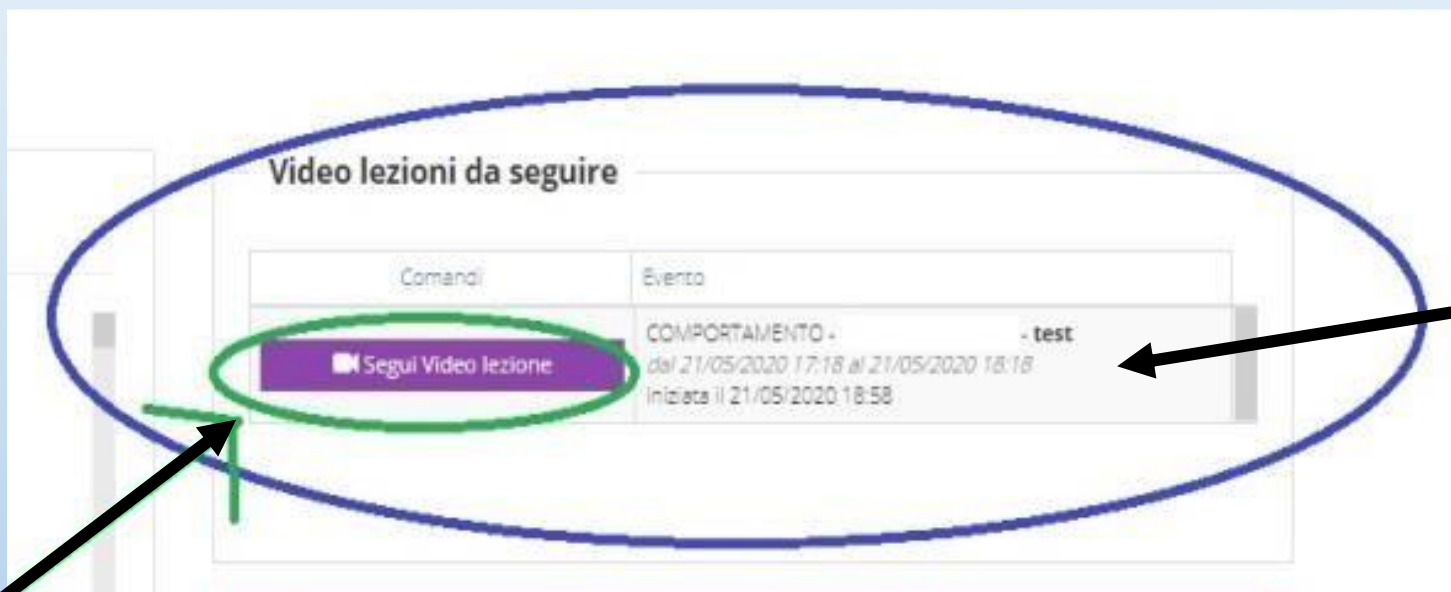 Video lezioni da seguire
Comandi Evento
Segui Video lezione
COMPORTAMENTO - - test
dal 21/05/2020 17:18 al 21/05/2020 18:18
Iniziata il 21/05/2020 18:58